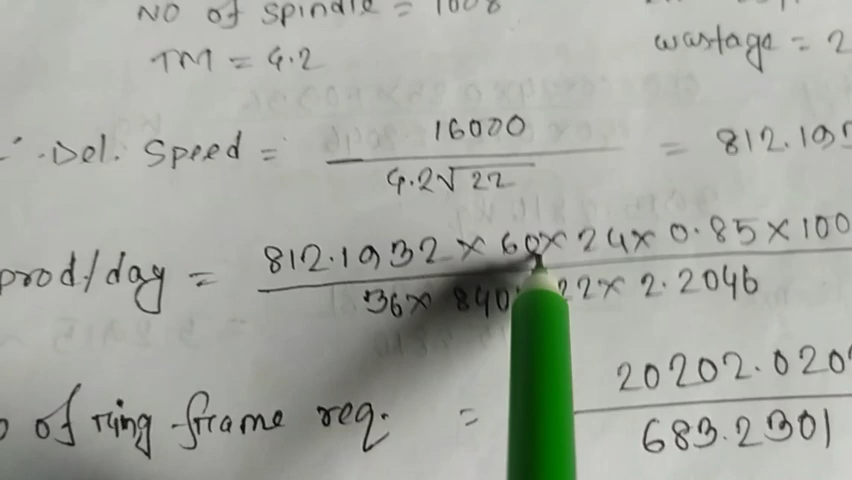 NO of spindle = 1008
wastage = 2
TM = 4.2
∴ Del. Speed = 16000 / 4.2√22 = 812.193
prod/day = 812.1932 × 60 × 24 × 0.85 × 100 / 36 × 840 22 × 2.2046
of ring frame req. = 20202.020 / 683.2301